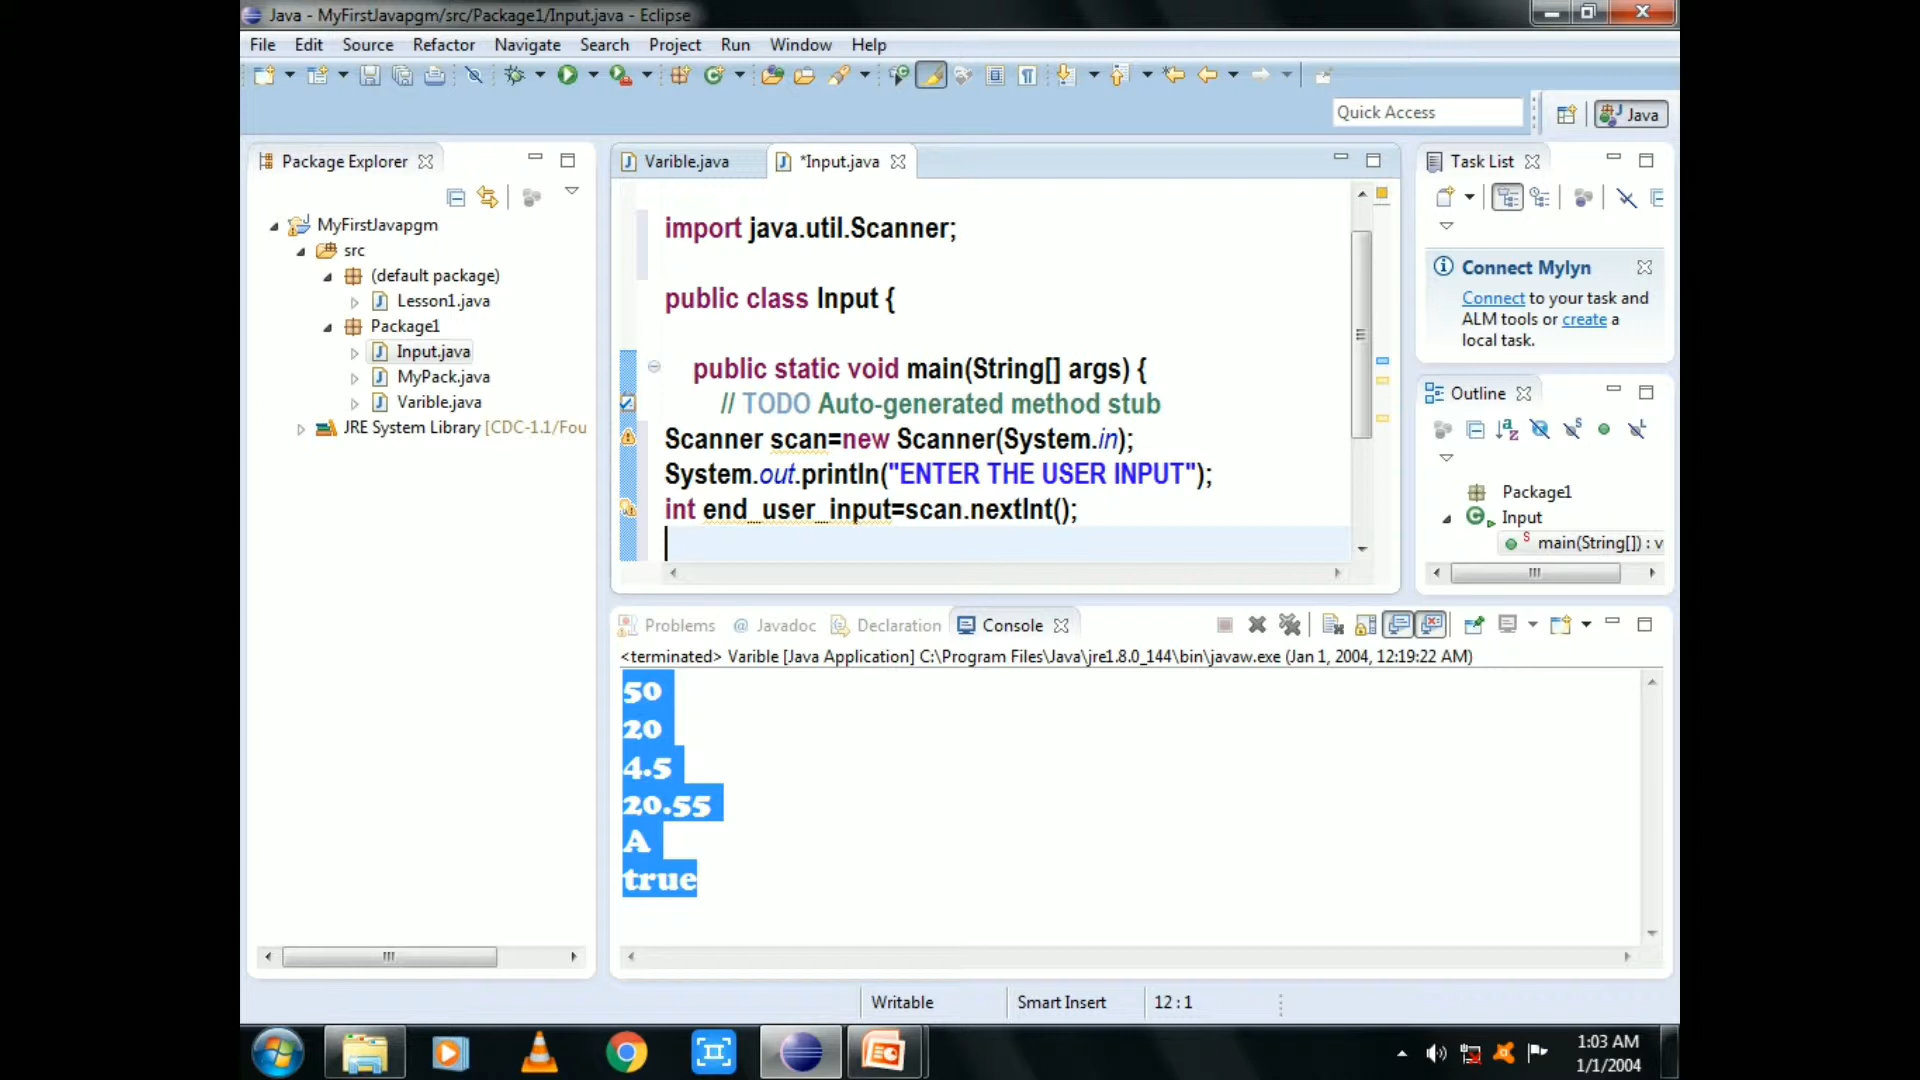 Java - MyFirstJavapgm/src/Package1/Input.java - Eclipse
File Edit Source Refactor Navigate Search Project Run Window Help
Quick Access
Java
Package Explorer
MyFirstJavapgm
src
(default package)
Lesson1.java
Package1
Input.java
MyPack.java
Varible.java
JRE System Library [CDC-1.1/Fou
Varible.java
*Input.java
import java.util.Scanner;
public class Input {
public static void main(String[] args) {
// TODO Auto-generated method stub
Scanner scan=new Scanner(System.in);
System.out.println("ENTER THE USER INPUT");
int end_user_input=scan.nextInt();
Task List
Connect Mylyn
Connect to your task and
ALM tools or create a
local task.
Outline
Package1
Input
main(String[]) : v
Problems @ Javadoc Declaration Console
<terminated> Varible [Java Application] C:\Program Files\Java\jre1.8.0_144\bin\javaw.exe (Jan 1, 2004, 12:19:22 AM)
50
20
4.5
20.55
A
true
Writable
Smart Insert
12 : 1
1:03 AM
1/1/2004